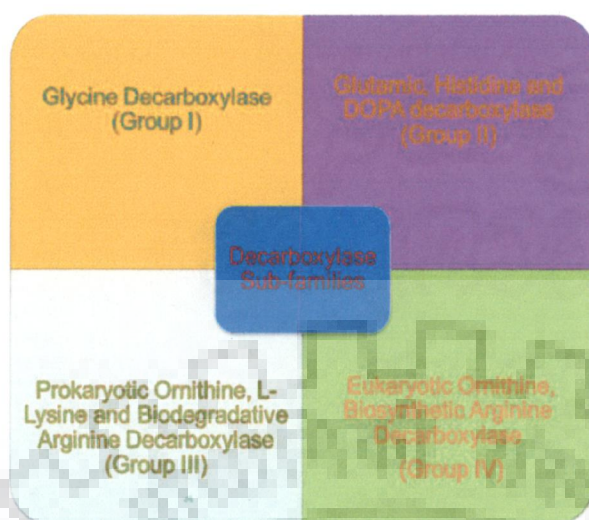 Glycine Decarboxylase
(Group I)
Glutamic, Histidine and
DOPA decarboxylase
(Group II)
Decarboxylase
Sub-families
Prokaryotic Ornithine, L-
Lysine and Biodegradative
Arginine Decarboxylase
(Group III)
Eukaryotic Ornithine,
Biosynthetic Arginine
Decarboxylase
(Group IV)